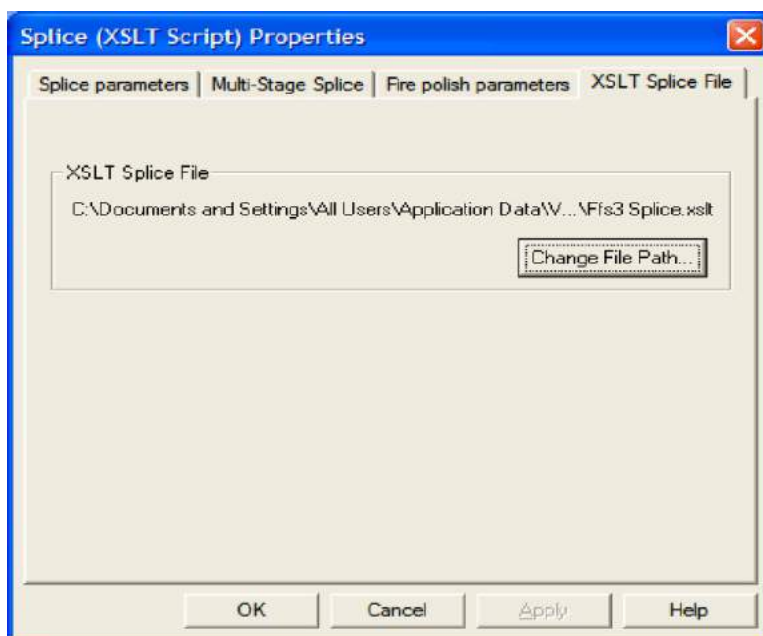 Splice (XSLT Script) Properties
Splice parameters Multi-Stage Splice Fire polish parameters XSLT Splice File
XSLT Splice File
C:\Documents and Settings\All Users\Application Data\V...\Ffs3 Splice.xslt
Change File Path...
OK Cancel Apply Help